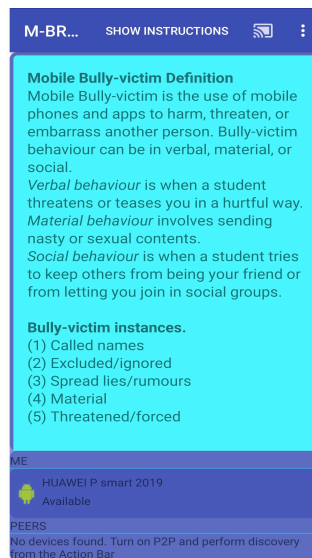 M-BR... SHOW INSTRUCTIONS
Mobile Bully-victim Definition
Mobile Bully-victim is the use of mobile
phones and apps to harm, threaten, or
embarrass another person. Bully-victim
behaviour can be in verbal, material, or
social.
Verbal behaviour is when a student
threatens or teases you in a hurtful way.
Material behaviour involves sending
nasty or sexual contents.
Social behaviour is when a student tries
to keep others from being your friend or
from letting you join in social groups.
Bully-victim instances.
(1) Called names
(2) Excluded/ignored
(3) Spread lies/rumours
(4) Material
(5) Threatened/forced
ME
HUAWEI P smart 2019
Available
PEERS
No devices found. Turn on P2P and perform discovery
from the Action Bar